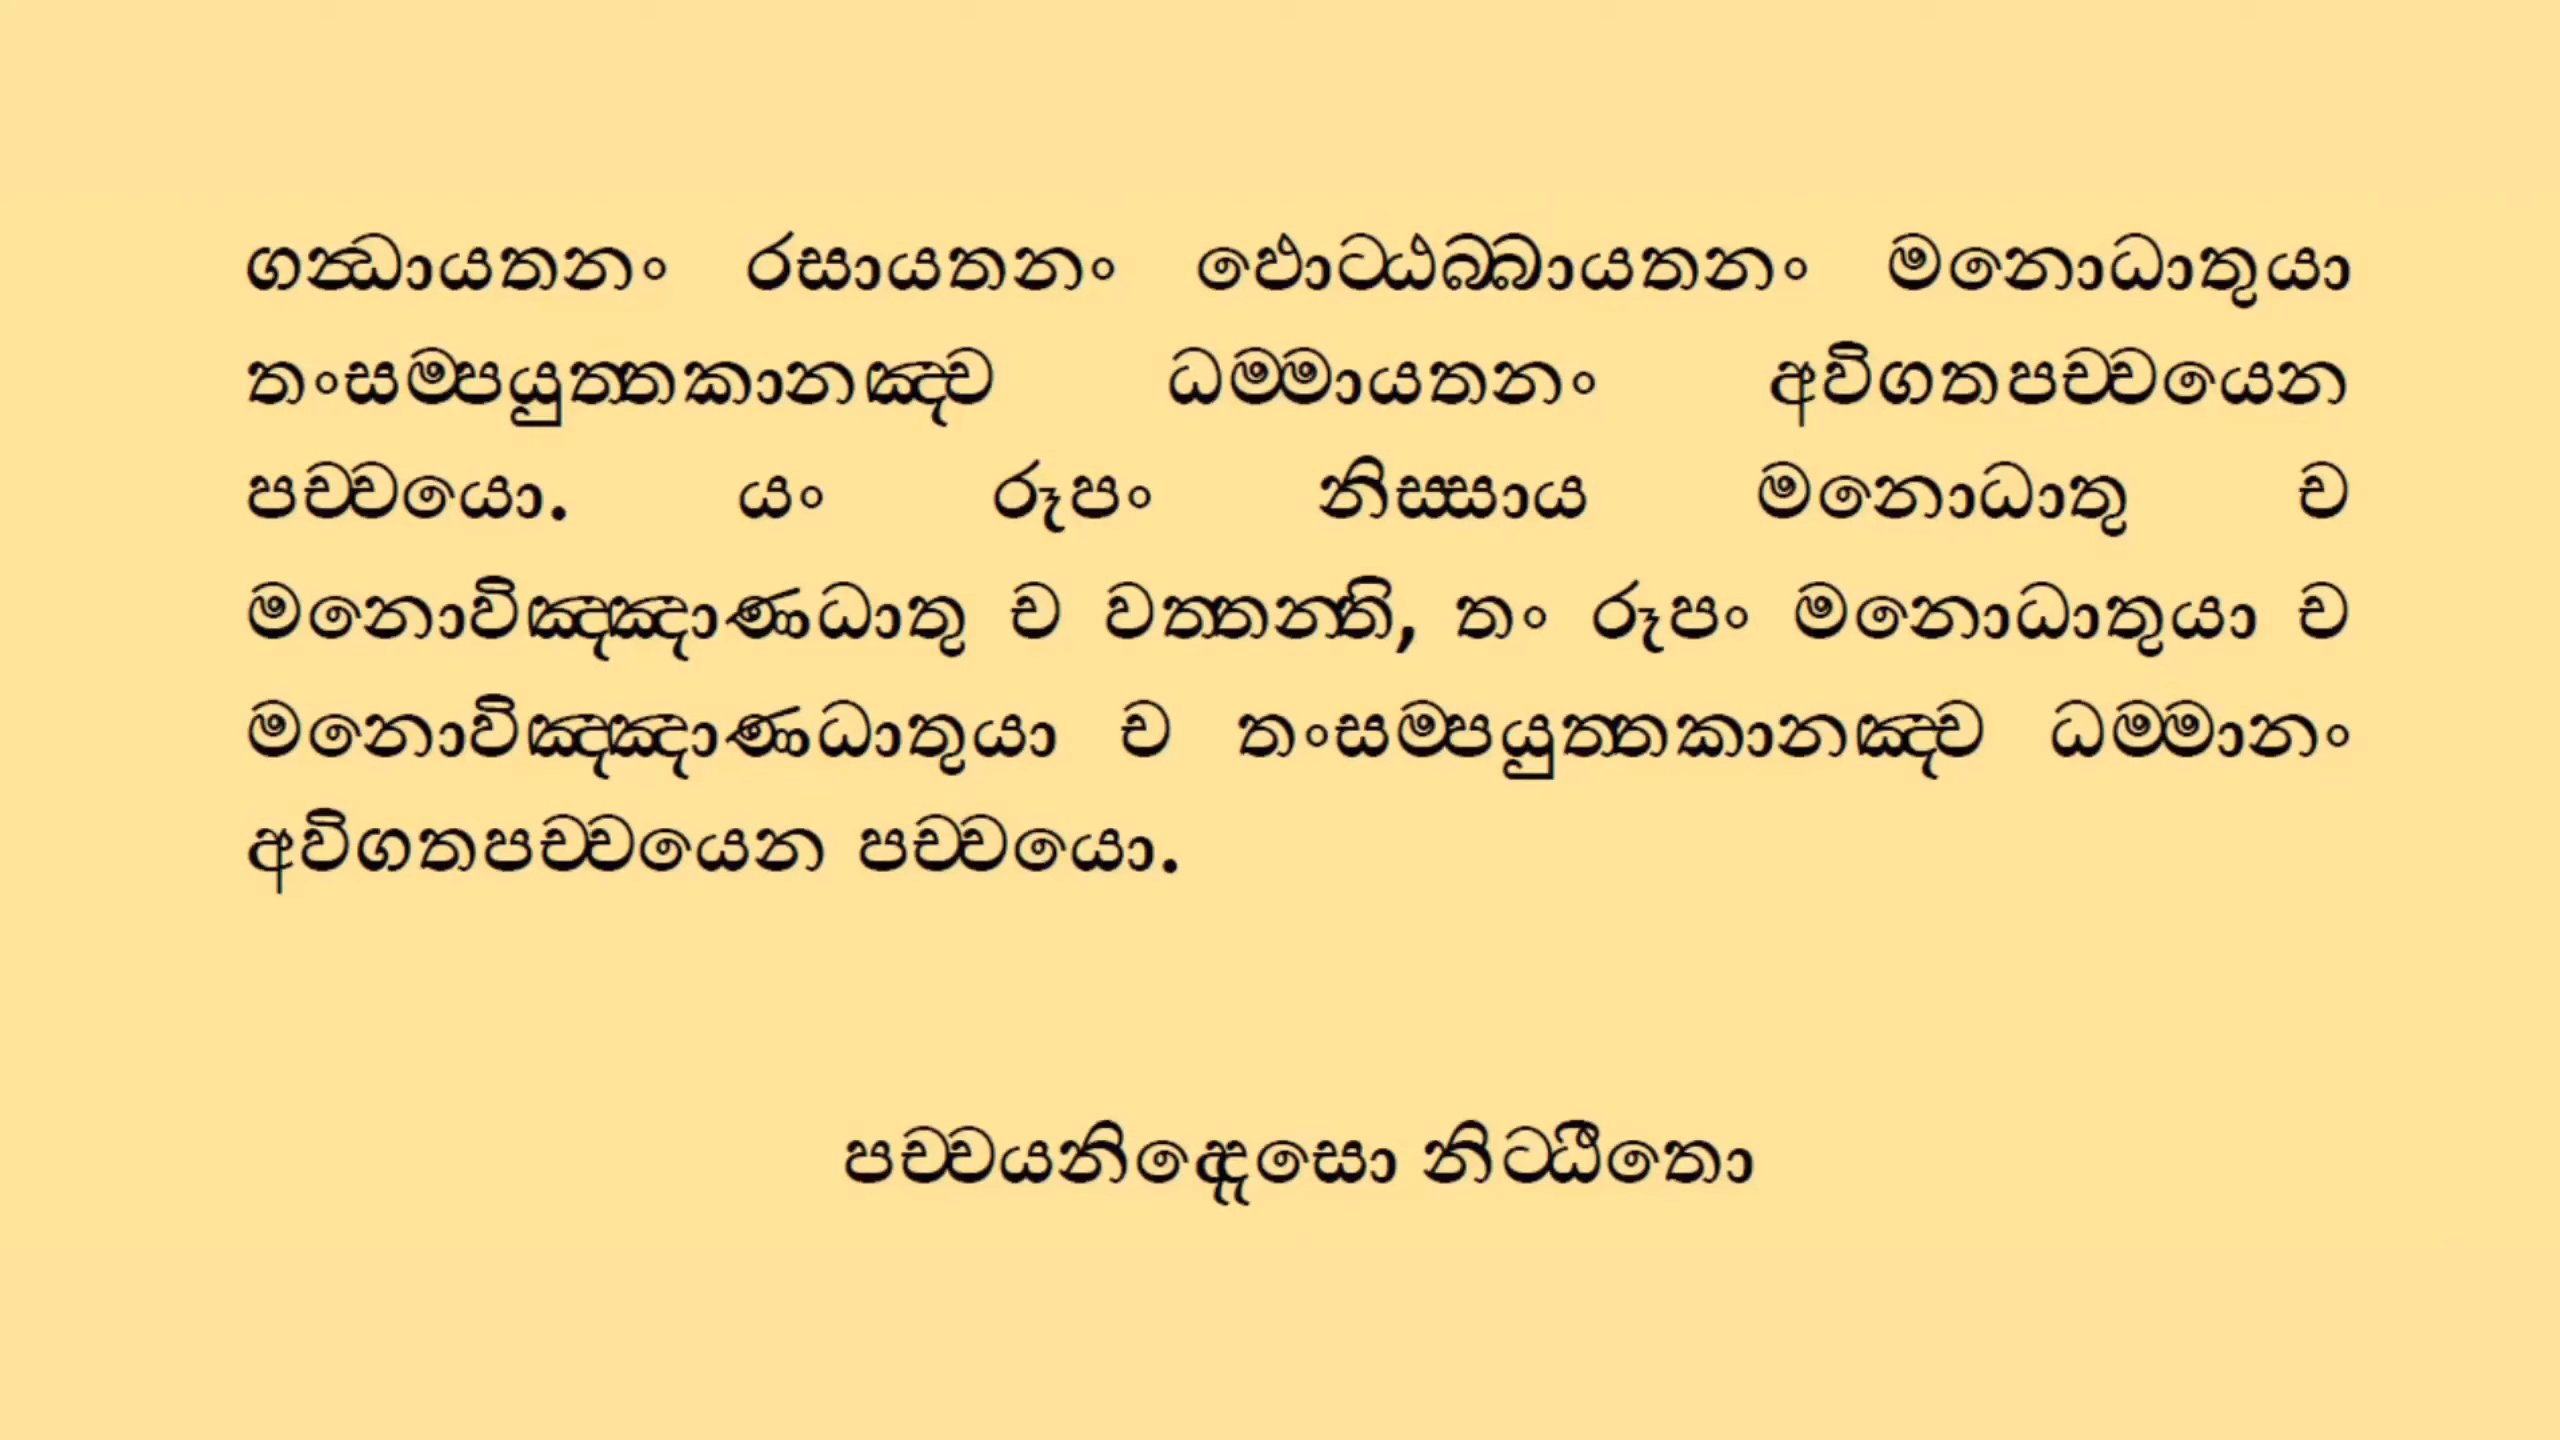 ගන්‍ධායතනං රසායතනං ඵොට‍්ඨබ‍්බායතනං මනොධාතුයා
තංසම‍්පයුත‍්තකානඤ‍්ච ධම‍්මායතනං අවිගතපච‍්චයෙන
පච‍්චයො. යං රූපං නිස‍්සාය මනොධාතු ච
මනොවිඤ‍්ඤාණධාතු ච වත‍්තන‍්ති, තං රූපං මනොධාතුයා ච
මනොවිඤ‍්ඤාණධාතුයා ච තංසම‍්පයුත‍්තකානඤ‍්ච ධම‍්මානං
අවිගතපච‍්චයෙන පච‍්චයො.
පච‍්චයනිද‍්දෙසො නිට‍්ඨිතො